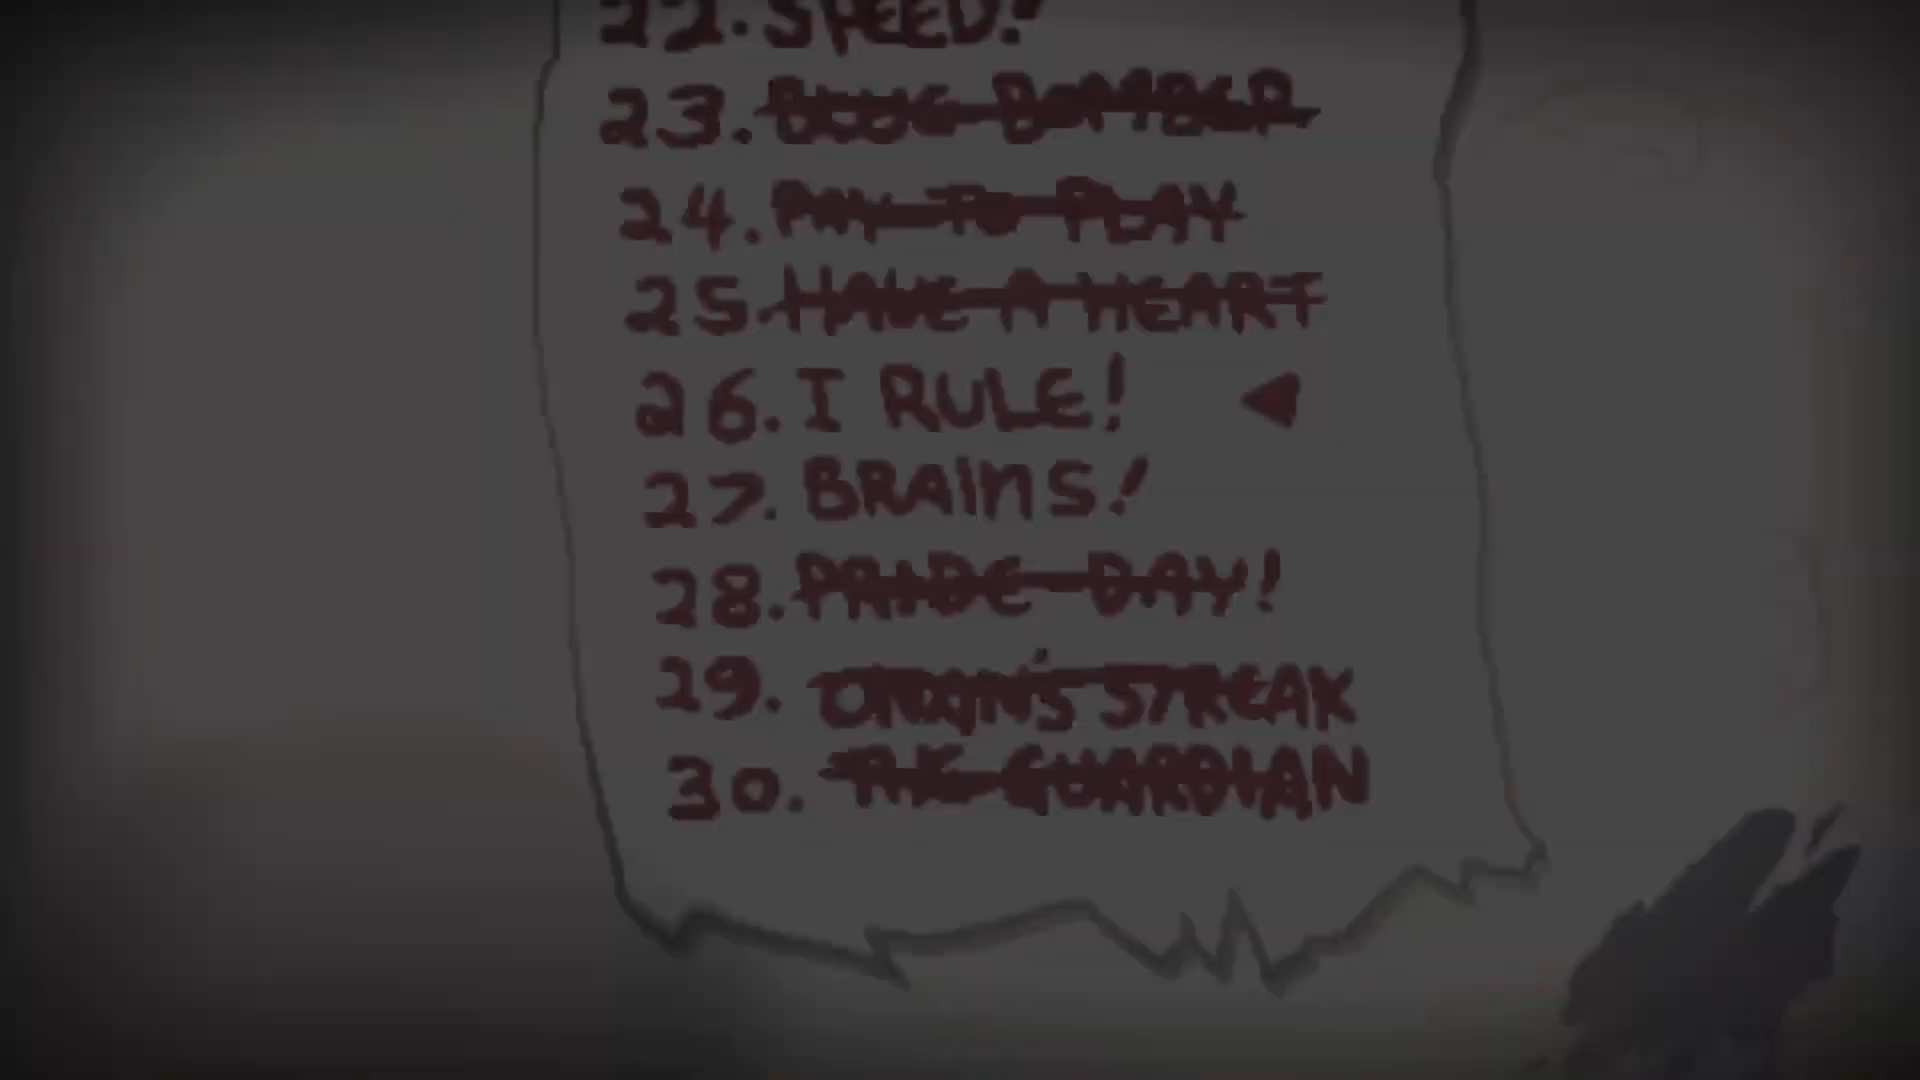 22. SPEED!
23. BLUE BOMBER
24. PAY TO PLAY
25. HAVE A HEART
26. I RULE!
27. BRAINS!
28. PRIDE DAY!
29. ONAN'S STREAK
30. THE GUARDIAN